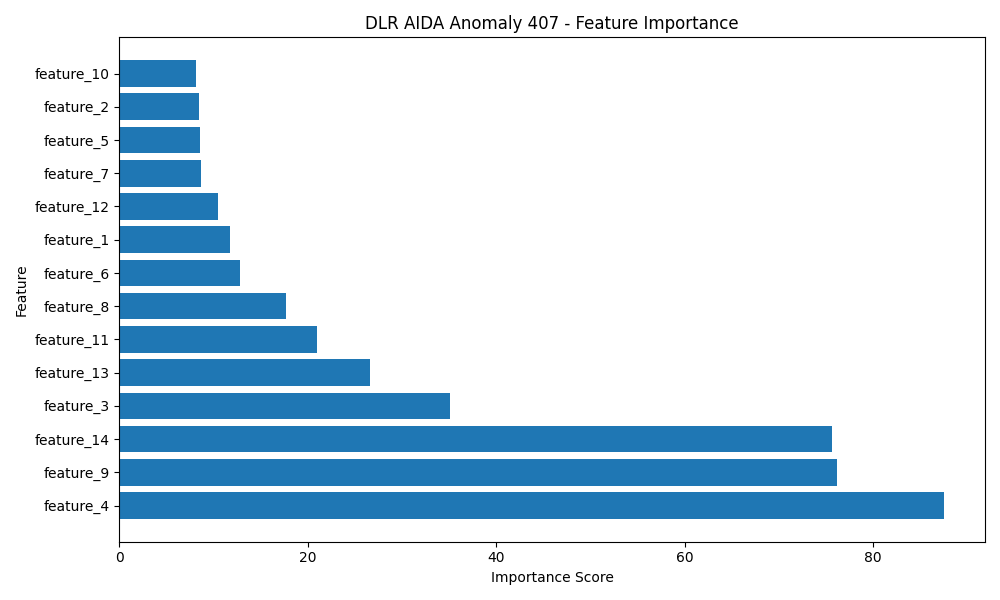 DLR AIDA Anomaly 407 - Feature Importance
Feature
feature_10
feature_2
feature_5
feature_7
feature_12
feature_1
feature_6
feature_8
feature_11
feature_13
feature_3
feature_14
feature_9
feature_4
0 20 40 60 80
Importance Score